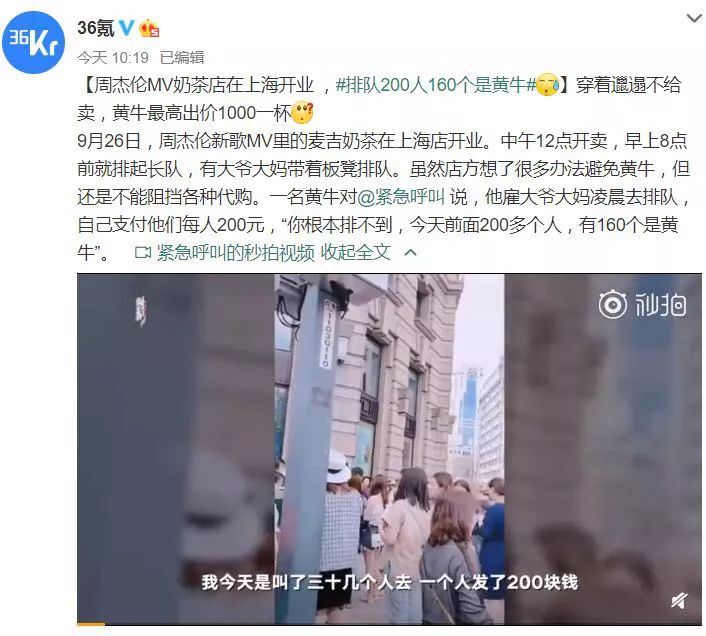 36Kr
36氪
今天 10:19 已编辑
【周杰伦MV奶茶店在上海开业 ，#排队200人160个是黄牛#】穿着邋遢不给
卖，黄牛最高出价1000一杯
9月26日，周杰伦新歌MV里的麦吉奶茶在上海店开业。中午12点开卖，早上8点
前就排起长队，有大爷大妈带着板凳排队。虽然店方想了很多办法避免黄牛，但
还是不能阻挡各种代购。一名黄牛对@紧急呼叫 说，他雇大爷大妈凌晨去排队，
自己支付他们每人200元，“你根本排不到，今天前面200多个人，有160个是黄
牛”。 紧急呼叫的秒拍视频 收起全文
秒拍
我今天是叫了三十几个人去 一个人发了200块钱